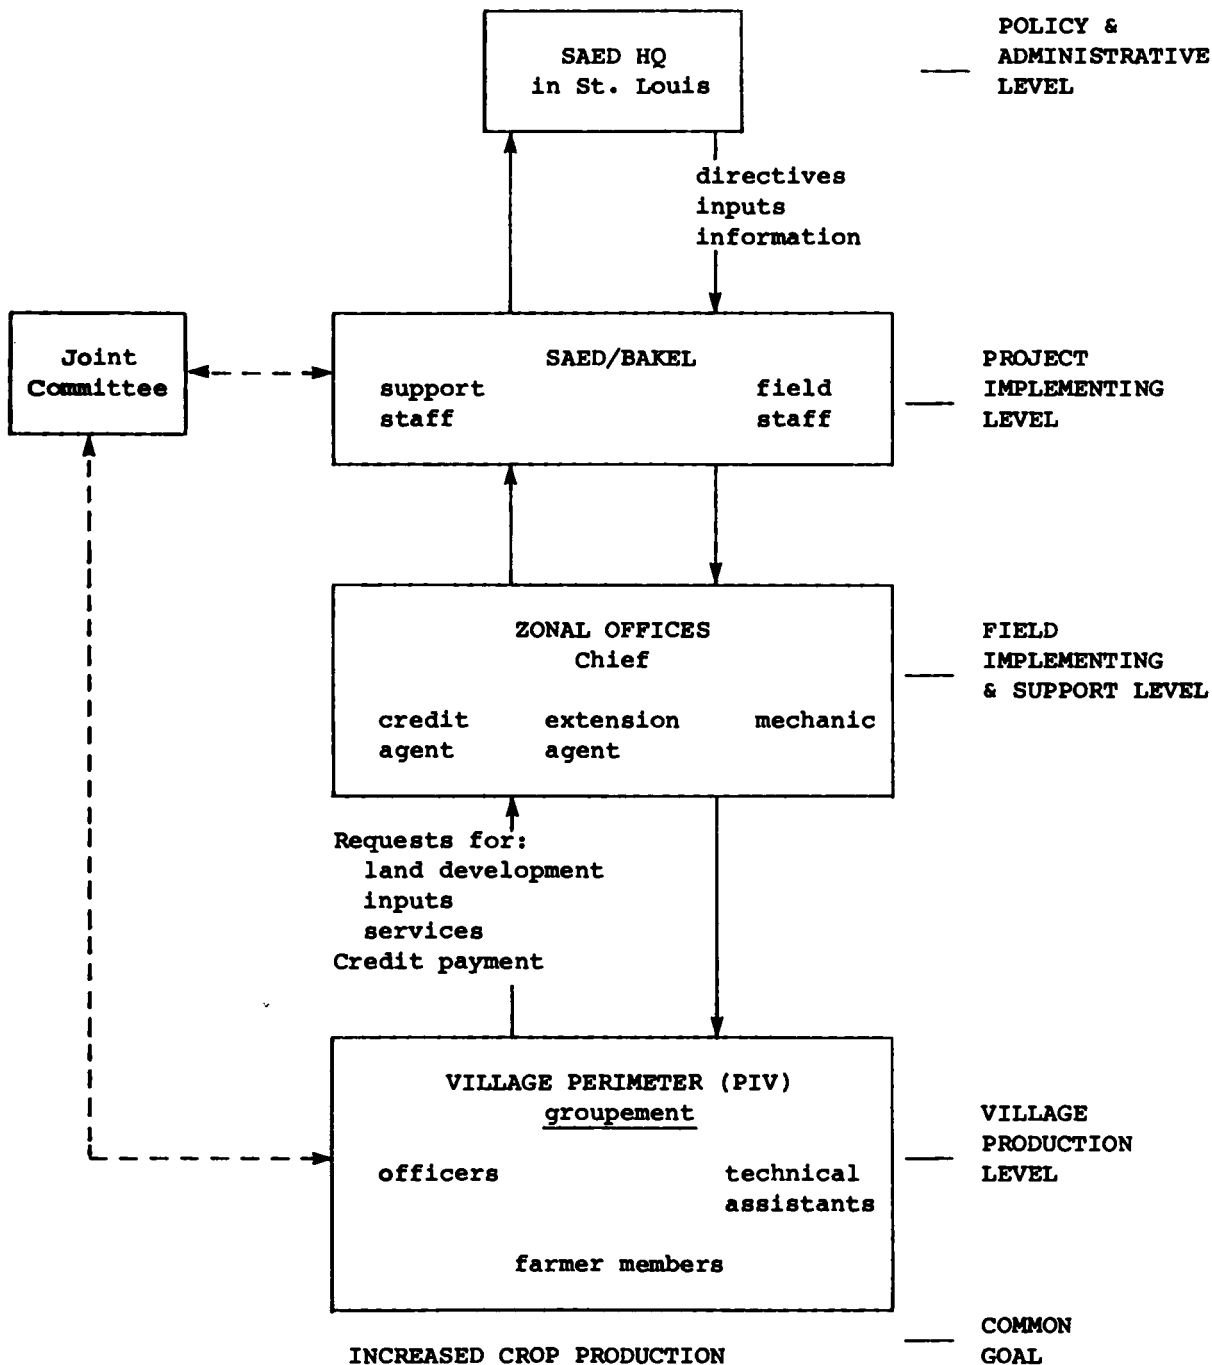 SAED HQ
in St. Louis
POLICY &
ADMINISTRATIVE
LEVEL
directives
inputs
information
Joint
Committee
SAED/BAKEL
support
staff
field
staff
PROJECT
IMPLEMENTING
LEVEL
ZONAL OFFICES
Chief
credit
agent
extension
agent
mechanic
FIELD
IMPLEMENTING
& SUPPORT LEVEL
Requests for:
land development
inputs
services
Credit payment
VILLAGE PERIMETER (PIV)
groupement
officers
technical
assistants
farmer members
VILLAGE
PRODUCTION
LEVEL
INCREASED CROP PRODUCTION
COMMON
GOAL